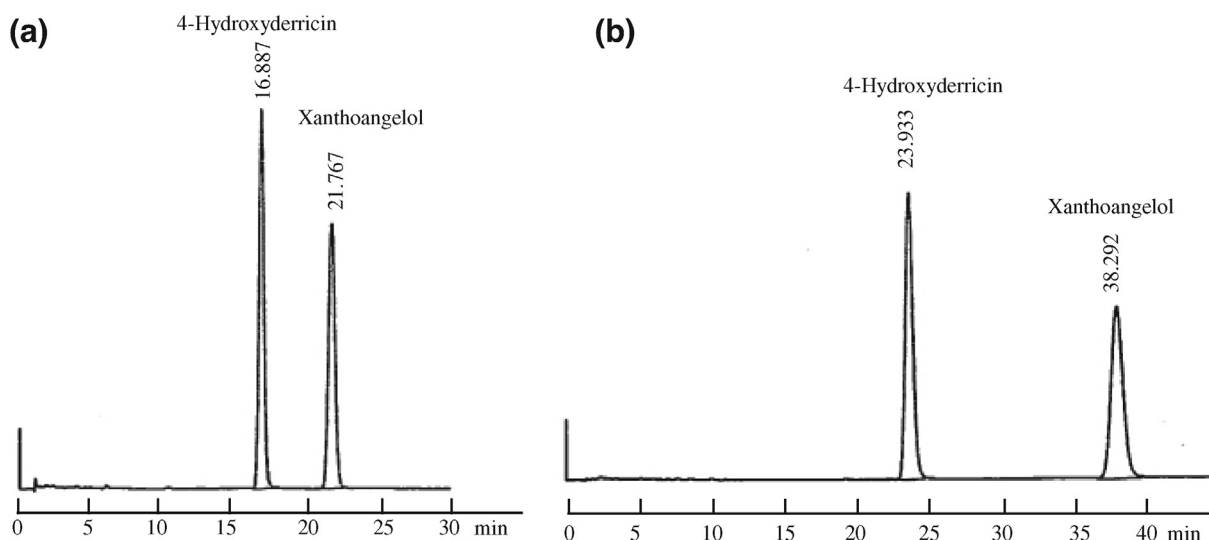 (a)
4-Hydroxyderricin
16.887
Xanthoangelol
21.767
0 5 10 15 20 25 30 min
(b)
4-Hydroxyderricin
23.933
Xanthoangelol
38.292
0 5 10 15 20 25 30 35 40 min